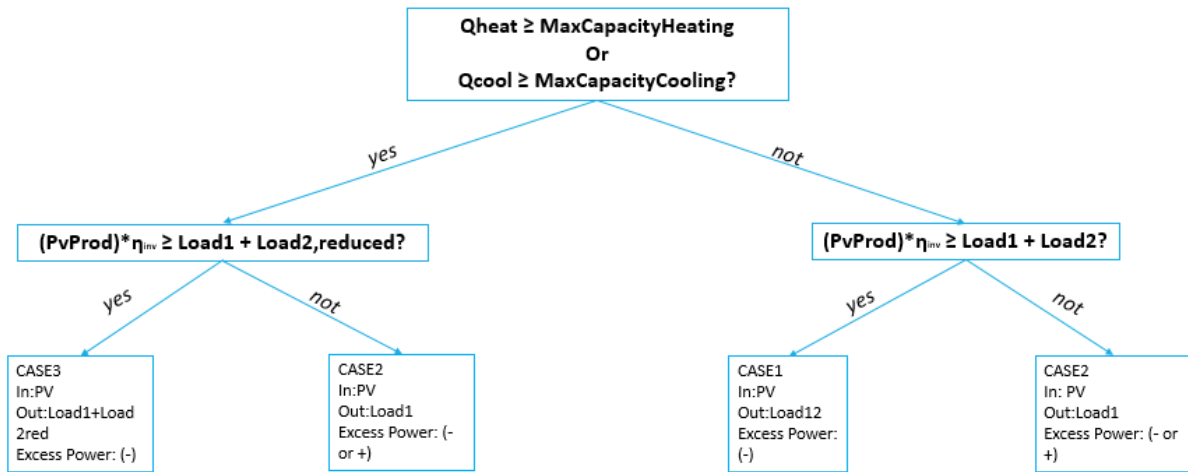 Qheat ≥ MaxCapacityHeating
Or
Qcool ≥ MaxCapacityCooling?
yes
not
(PvProd)*ηinv ≥ Load1 + Load2,reduced?
(PvProd)*ηinv ≥ Load1 + Load2?
yes
not
yes
not
CASE3
In:PV
Out:Load1+Load
2red
Excess Power: (-)
CASE2
In:PV
Out:Load1
Excess Power: (-
or +)
CASE1
In:PV
Out:Load12
Excess Power:
(-)
CASE2
In: PV
Out:Load1
Excess Power: (- or
+)